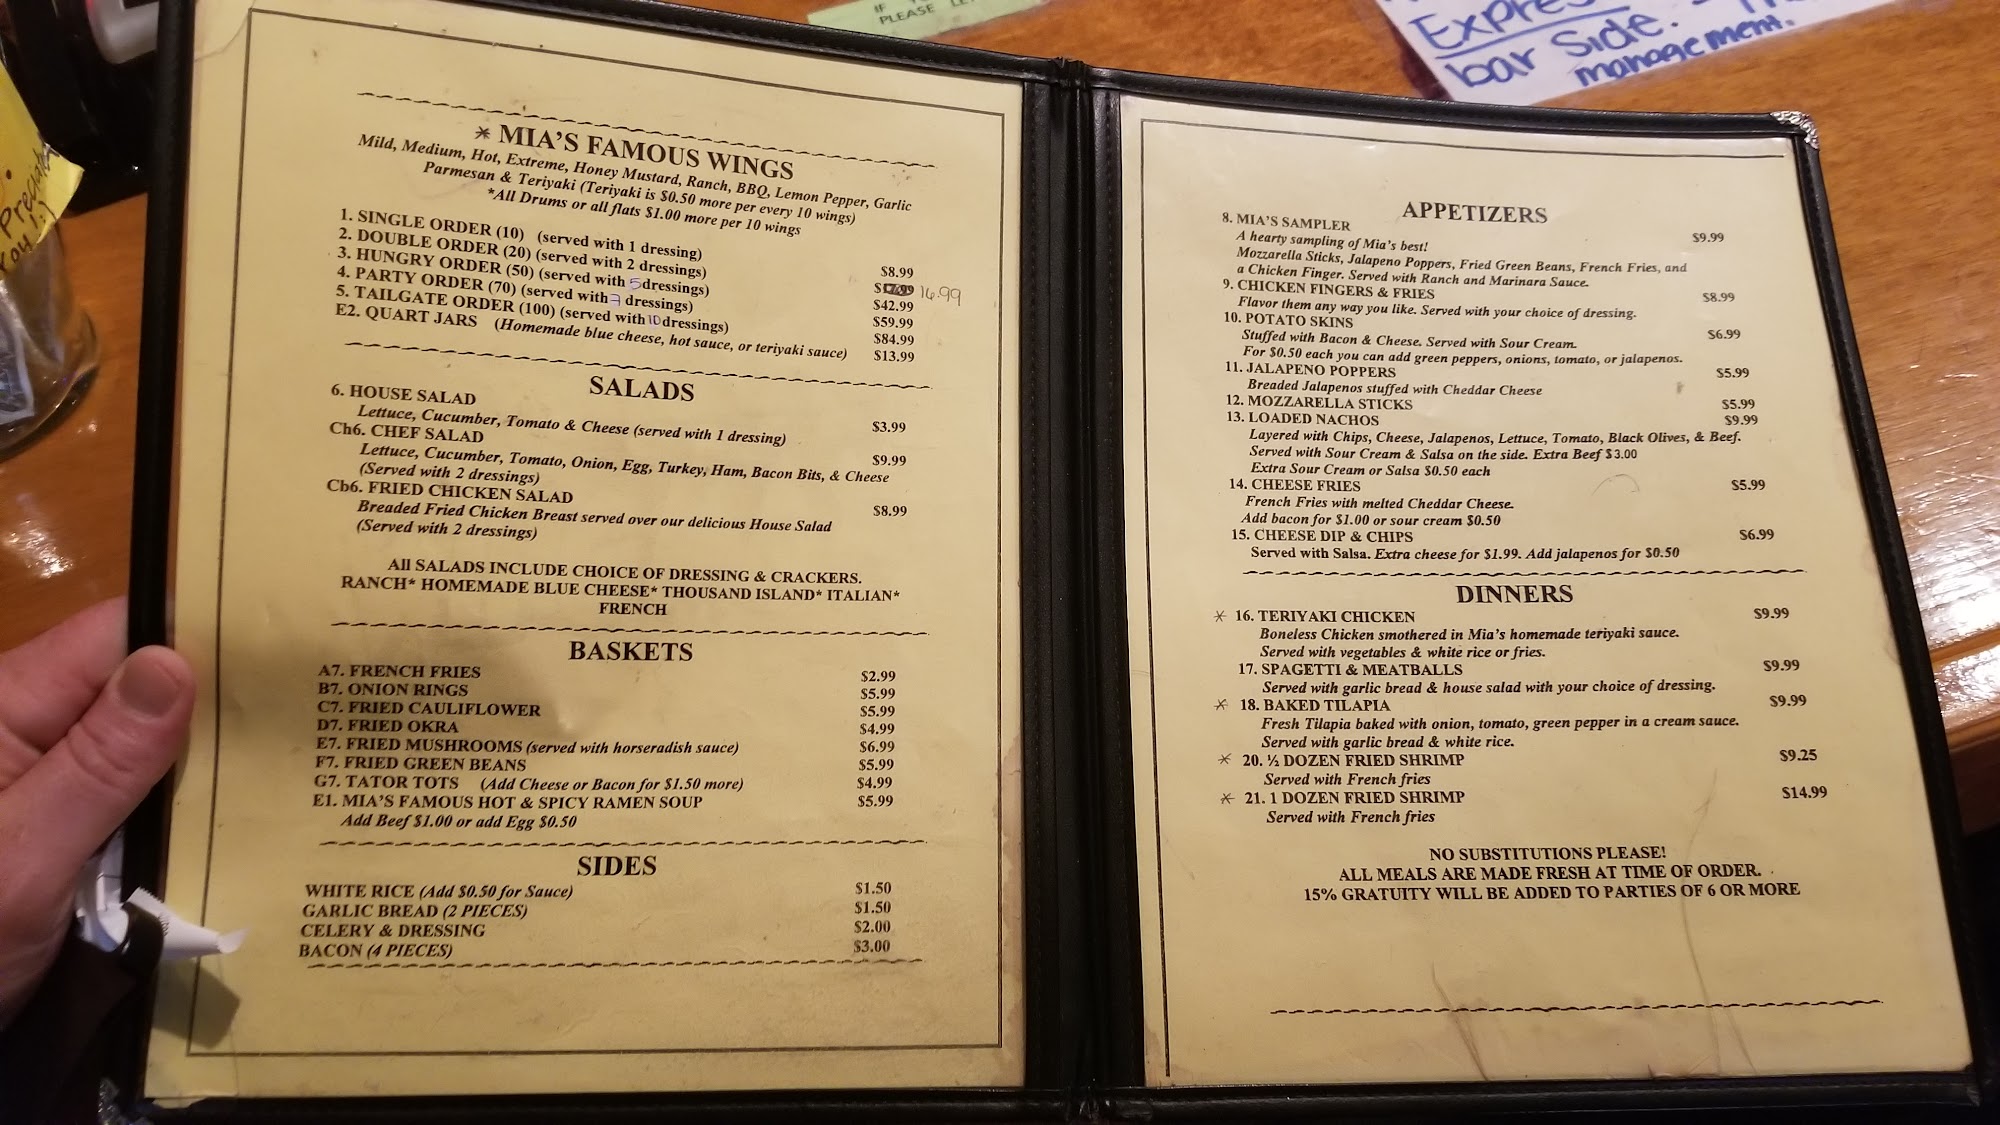 IF
PLEASE
Express
bar side.
management.
Preciate
You :)
* MIA'S FAMOUS WINGS
Mild, Medium, Hot, Extreme, Honey Mustard, Ranch, BBQ, Lemon Pepper, Garlic
Parmesan & Teriyaki (Teriyaki is $0.50 more per every 10 wings)
*All Drums or all flats $1.00 more per 10 wings
1. SINGLE ORDER (10) (served with 1 dressing) $8.99
2. DOUBLE ORDER (20) (served with 2 dressings) 16.99
3. HUNGRY ORDER (50) (served with 5 dressings) $42.99
4. PARTY ORDER (70) (served with 7 dressings) $59.99
5. TAILGATE ORDER (100) (served with 10 dressings) $84.99
E2. QUART JARS (Homemade blue cheese, hot sauce, or teriyaki sauce) $13.99
SALADS
6. HOUSE SALAD $3.99
Lettuce, Cucumber, Tomato & Cheese (served with 1 dressing)
Ch6. CHEF SALAD $9.99
Lettuce, Cucumber, Tomato, Onion, Egg, Turkey, Ham, Bacon Bits, & Cheese
(Served with 2 dressings)
Cb6. FRIED CHICKEN SALAD $8.99
Breaded Fried Chicken Breast served over our delicious House Salad
(Served with 2 dressings)
All SALADS INCLUDE CHOICE OF DRESSING & CRACKERS.
RANCH* HOMEMADE BLUE CHEESE* THOUSAND ISLAND* ITALIAN*
FRENCH
BASKETS
A7. FRENCH FRIES $2.99
B7. ONION RINGS $5.99
C7. FRIED CAULIFLOWER $5.99
D7. FRIED OKRA $4.99
E7. FRIED MUSHROOMS (served with horseradish sauce) $6.99
F7. FRIED GREEN BEANS $5.99
G7. TATOR TOTS (Add Cheese or Bacon for $1.50 more) $4.99
E1. MIA'S FAMOUS HOT & SPICY RAMEN SOUP $5.99
Add Beef $1.00 or add Egg $0.50
SIDES
WHITE RICE (Add $0.50 for Sauce) $1.50
GARLIC BREAD (2 PIECES) $1.50
CELERY & DRESSING $2.00
BACON (4 PIECES) $3.00
APPETIZERS
8. MIA'S SAMPLER $9.99
A hearty sampling of Mia's best!
Mozzarella Sticks, Jalapeno Poppers, Fried Green Beans, French Fries, and
a Chicken Finger. Served with Ranch and Marinara Sauce.
9. CHICKEN FINGERS & FRIES $8.99
Flavor them any way you like. Served with your choice of dressing.
10. POTATO SKINS $6.99
Stuffed with Bacon & Cheese. Served with Sour Cream.
For $0.50 each you can add green peppers, onions, tomato, or jalapenos.
11. JALAPENO POPPERS $5.99
Breaded Jalapenos stuffed with Cheddar Cheese
12. MOZZARELLA STICKS $5.99
13. LOADED NACHOS $9.99
Layered with Chips, Cheese, Jalapenos, Lettuce, Tomato, Black Olives, & Beef.
Served with Sour Cream & Salsa on the side. Extra Beef $3.00
Extra Sour Cream or Salsa $0.50 each
14. CHEESE FRIES $5.99
French Fries with melted Cheddar Cheese.
Add bacon for $1.00 or sour cream $0.50
15. CHEESE DIP & CHIPS $6.99
Served with Salsa. Extra cheese for $1.99. Add jalapenos for $0.50
DINNERS
* 16. TERIYAKI CHICKEN $9.99
Boneless Chicken smothered in Mia's homemade teriyaki sauce.
Served with vegetables & white rice or fries.
17. SPAGETTI & MEATBALLS $9.99
Served with garlic bread & house salad with your choice of dressing.
* 18. BAKED TILAPIA $9.99
Fresh Tilapia baked with onion, tomato, green pepper in a cream sauce.
Served with garlic bread & white rice.
* 20. ½ DOZEN FRIED SHRIMP $9.25
Served with French fries
* 21. 1 DOZEN FRIED SHRIMP $14.99
Served with French fries
NO SUBSTITUTIONS PLEASE!
ALL MEALS ARE MADE FRESH AT TIME OF ORDER.
15% GRATUITY WILL BE ADDED TO PARTIES OF 6 OR MORE